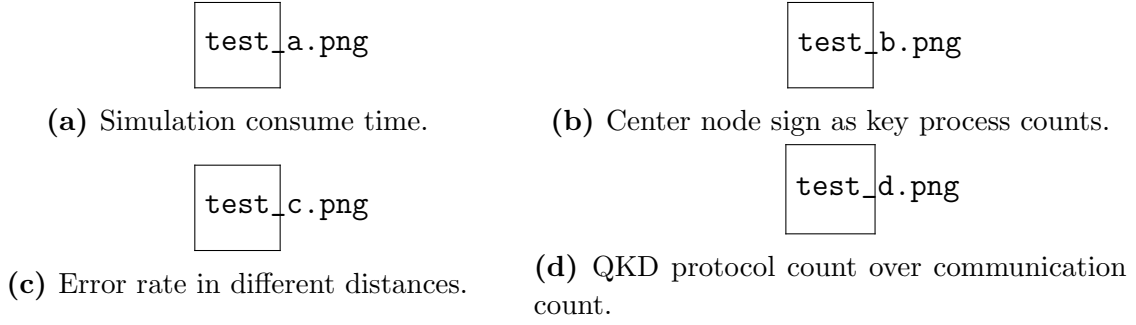 test_a.png
(a) Simulation consume time.
test_b.png
(b) Center node sign as key process counts.
test_c.png
(c) Error rate in different distances.
test_d.png
(d) QKD protocol count over communication
count.